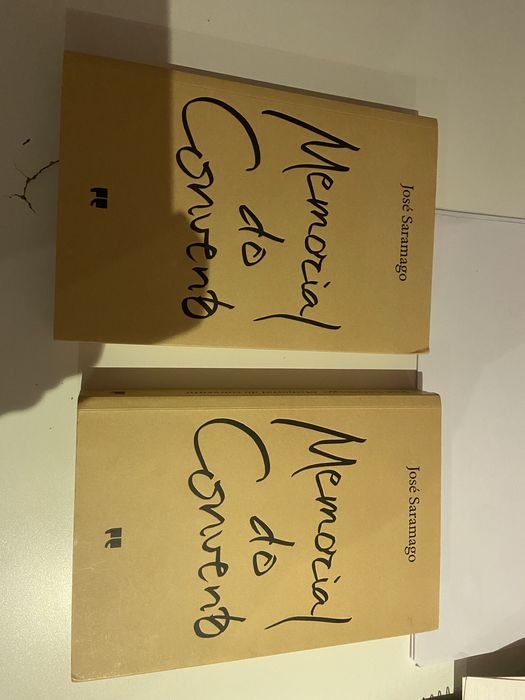 José Saramago
Memorial
do
Convento
José Saramago
Memorial
do
Convento